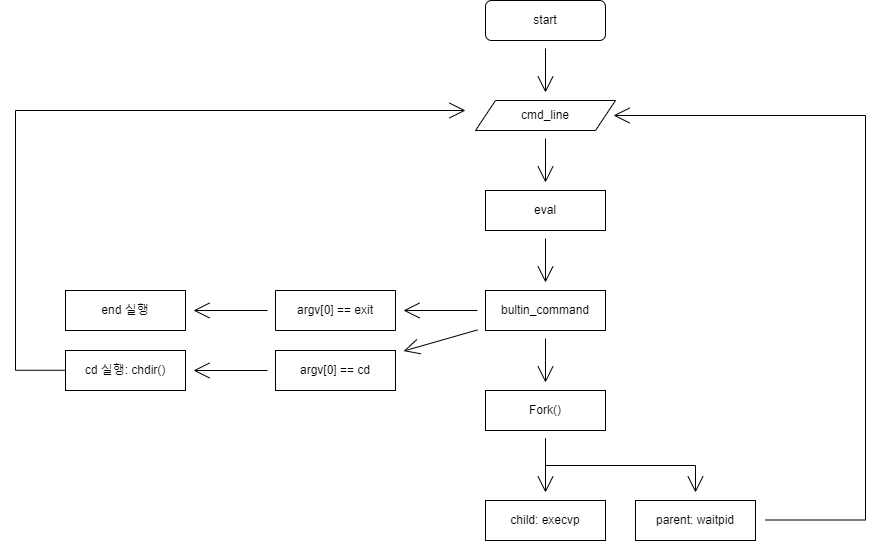 start
cmd_line
eval
end 실행
argv[0] == exit
bultin_command
cd 실행: chdir()
argv[0] == cd
Fork()
child: execvp
parent: waitpid